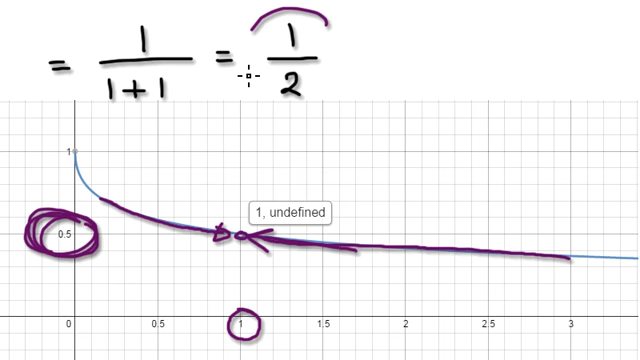 = 1/(1+1) = 1/2
1
1, undefined
0.5
0 0.5 1 1.5 2 2.5 3